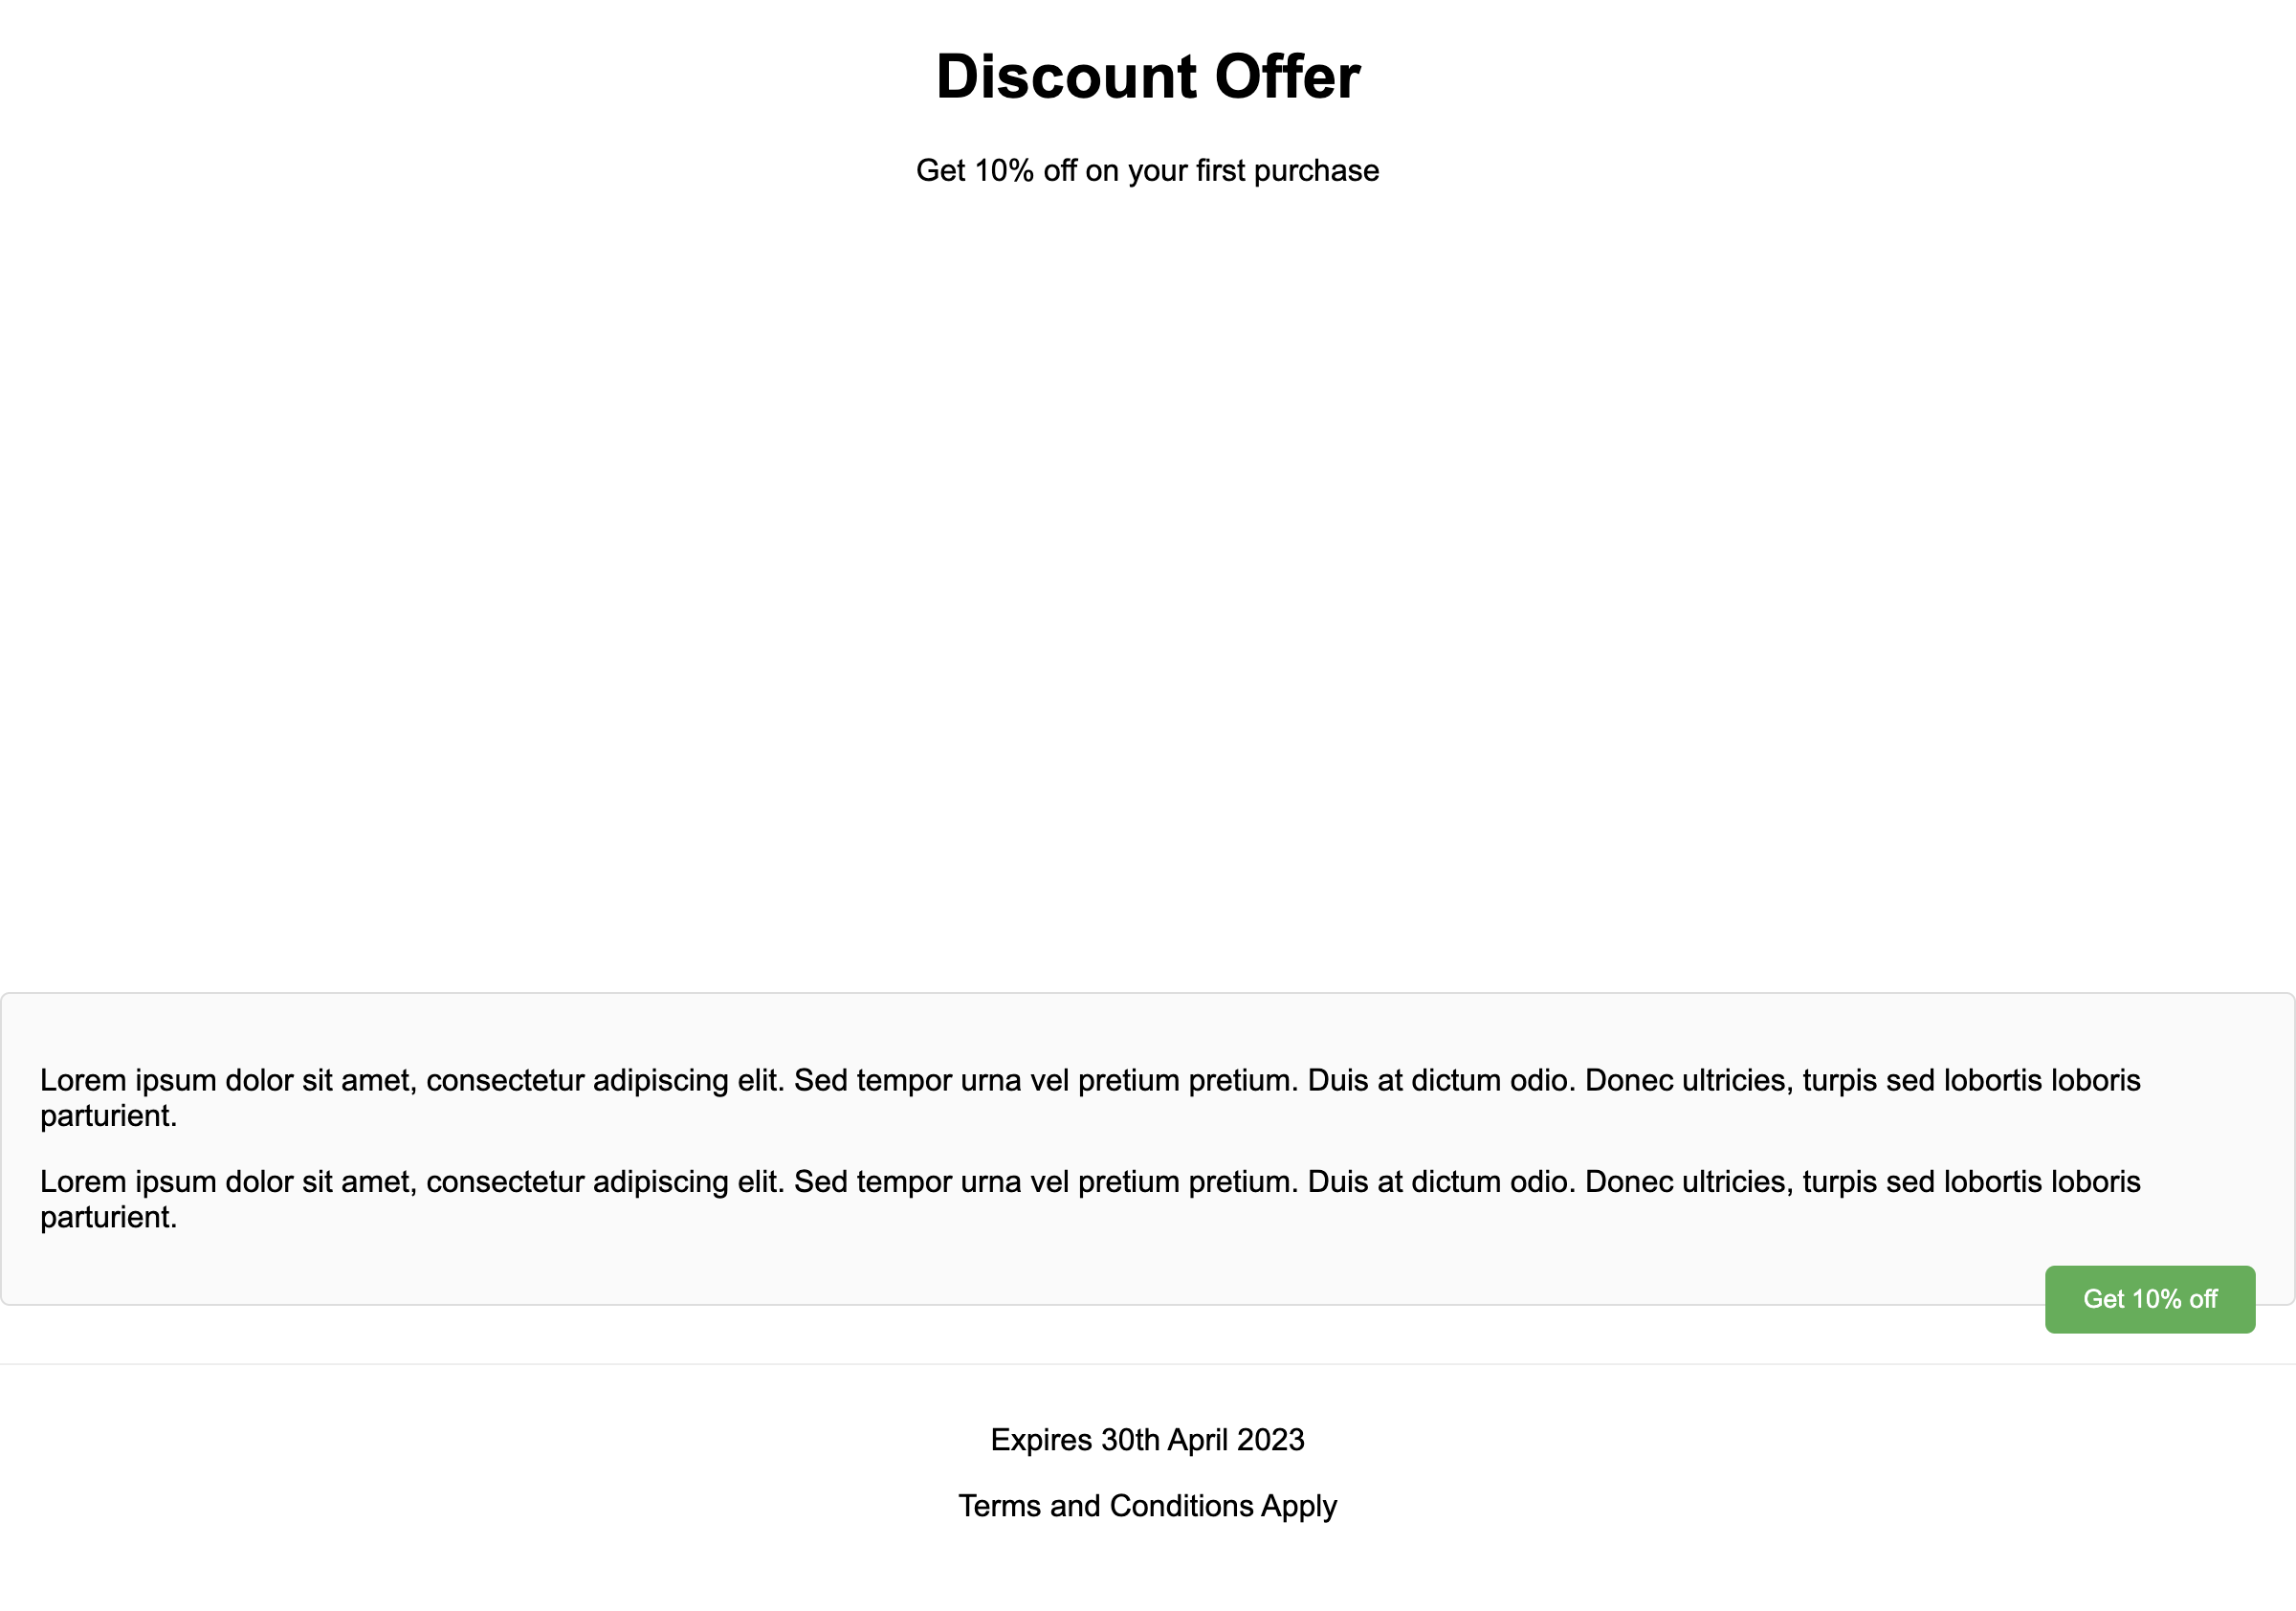 Discount Offer
Get 10% off on your first purchase
Lorem ipsum dolor sit amet, consectetur adipiscing elit. Sed tempor urna vel pretium pretium. Duis at dictum odio. Donec ultricies, turpis sed lobortis loboris
parturient.
Lorem ipsum dolor sit amet, consectetur adipiscing elit. Sed tempor urna vel pretium pretium. Duis at dictum odio. Donec ultricies, turpis sed lobortis loboris
parturient.
Get 10% off
Expires 30th April 2023
Terms and Conditions Apply